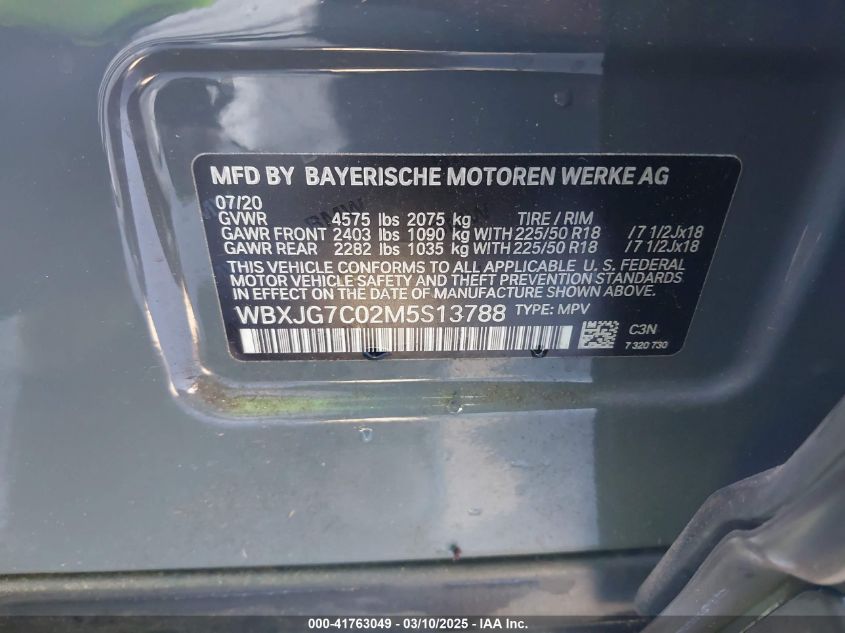 MFD BY BAYERISCHE MOTOREN WERKE AG
07/20
GVWR 4575 lbs 2075 kg TIRE / RIM
GAWR FRONT 2403 lbs 1090 kg WITH 225/50 R18 /7 1/2Jx18
GAWR REAR 2282 lbs 1035 kg WITH 225/50 R18 /7 1/2Jx18
THIS VEHICLE CONFORMS TO ALL APPLICABLE U. S. FEDERAL
MOTOR VEHICLE SAFETY AND THEFT PREVENTION STANDARDS
IN EFFECT ON THE DATE OF MANUFACTURE SHOWN ABOVE.
WBXJG7C02M5S13788 TYPE: MPV
C3N
7 320 730
000-41763049 - 03/10/2025 - IAAI.COM